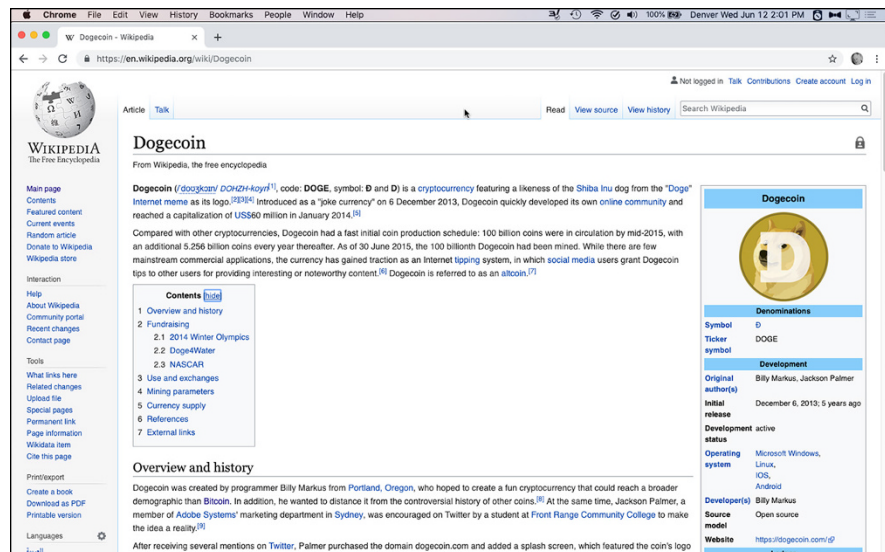 Chrome File Edit View History Bookmarks People Window Help 100% Denver Wed Jun 12 2:01 PM
W Dogecoin - Wikipedia × +
https://en.wikipedia.org/wiki/Dogecoin
Not logged in Talk Contributions Create account Log in
Article Talk Read View source View history Search Wikipedia
WIKIPEDIA
The Free Encyclopedia
Main page
Contents
Featured content
Current events
Random article
Donate to Wikipedia
Wikipedia store
Interaction
Help
About Wikipedia
Community portal
Recent changes
Contact page
Tools
What links here
Related changes
Upload file
Special pages
Permanent link
Page information
Wikidata item
Cite this page
Print/export
Create a book
Download as PDF
Printable version
Languages
Dogecoin
From Wikipedia, the free encyclopedia
Dogecoin (/ˈdoʊʒkɔɪn/ DOHZH-koyn[1], code: DOGE, symbol: Ð and D) is a cryptocurrency featuring a likeness of the Shiba Inu dog from the "Doge"
Internet meme as its logo.[2][3][4] Introduced as a "joke currency" on 6 December 2013, Dogecoin quickly developed its own online community and
reached a capitalization of US$60 million in January 2014.[5]
Compared with other cryptocurrencies, Dogecoin had a fast initial coin production schedule: 100 billion coins were in circulation by mid-2015, with
an additional 5.256 billion coins every year thereafter. As of 30 June 2015, the 100 billionth Dogecoin had been mined. While there are few
mainstream commercial applications, the currency has gained traction as an Internet tipping system, in which social media users grant Dogecoin
tips to other users for providing interesting or noteworthy content.[6] Dogecoin is referred to as an altcoin.[7]
Contents [hide]
1 Overview and history
2 Fundraising
2.1 2014 Winter Olympics
2.2 Doge4Water
2.3 NASCAR
3 Use and exchanges
4 Mining parameters
5 Currency supply
6 References
7 External links
Overview and history
Dogecoin was created by programmer Billy Markus from Portland, Oregon, who hoped to create a fun cryptocurrency that could reach a broader
demographic than Bitcoin. In addition, he wanted to distance it from the controversial history of other coins.[8] At the same time, Jackson Palmer, a
member of Adobe Systems' marketing department in Sydney, was encouraged on Twitter by a student at Front Range Community College to make
the idea a reality.[9]
After receiving several mentions on Twitter, Palmer purchased the domain dogecoin.com and added a splash screen, which featured the coin's logo
Dogecoin
Ð
Denominations
Symbol Ð
Ticker DOGE
symbol
Development
Original Billy Markus, Jackson Palmer
author(s)
Initial December 6, 2013; 5 years ago
release
Development active
status
Operating Microsoft Windows,
system Linux,
IOS,
Android
Developer(s) Billy Markus
Source Open source
model
Website https://dogecoin.com/